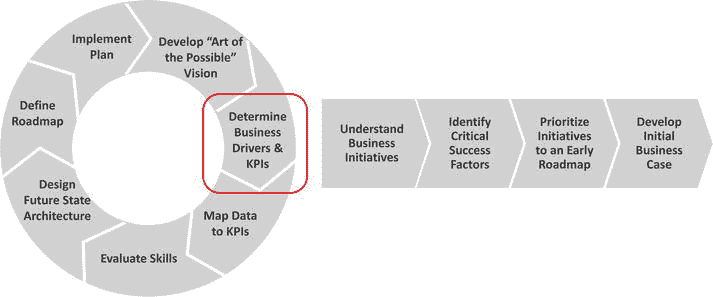 Implement
Plan
Develop “Art
of the Possible”
Vision
Determine
Business
Drivers &
KPIs
Map Data
to KPIs
Evaluate Skills
Design
Future State
Architecture
Define
Roadmap
Understand
Business
Initiatives
Identify
Critical
Success
Factors
Prioritize
Initiatives
to an Early
Roadmap
Develop
Initial
Business
Case